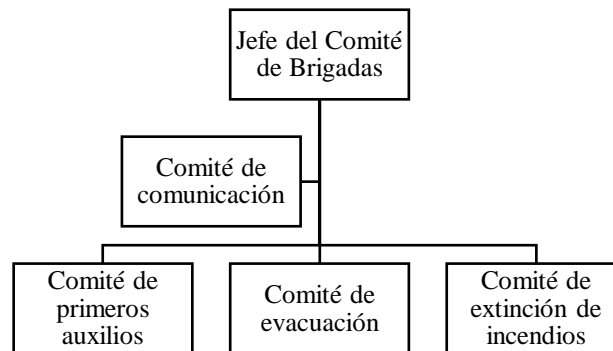 Jefe del Comité
de Brigadas
Comité de
comunicación
Comité de
primeros
auxilios
Comité de
evacuación
Comité de
extinción de
incendios